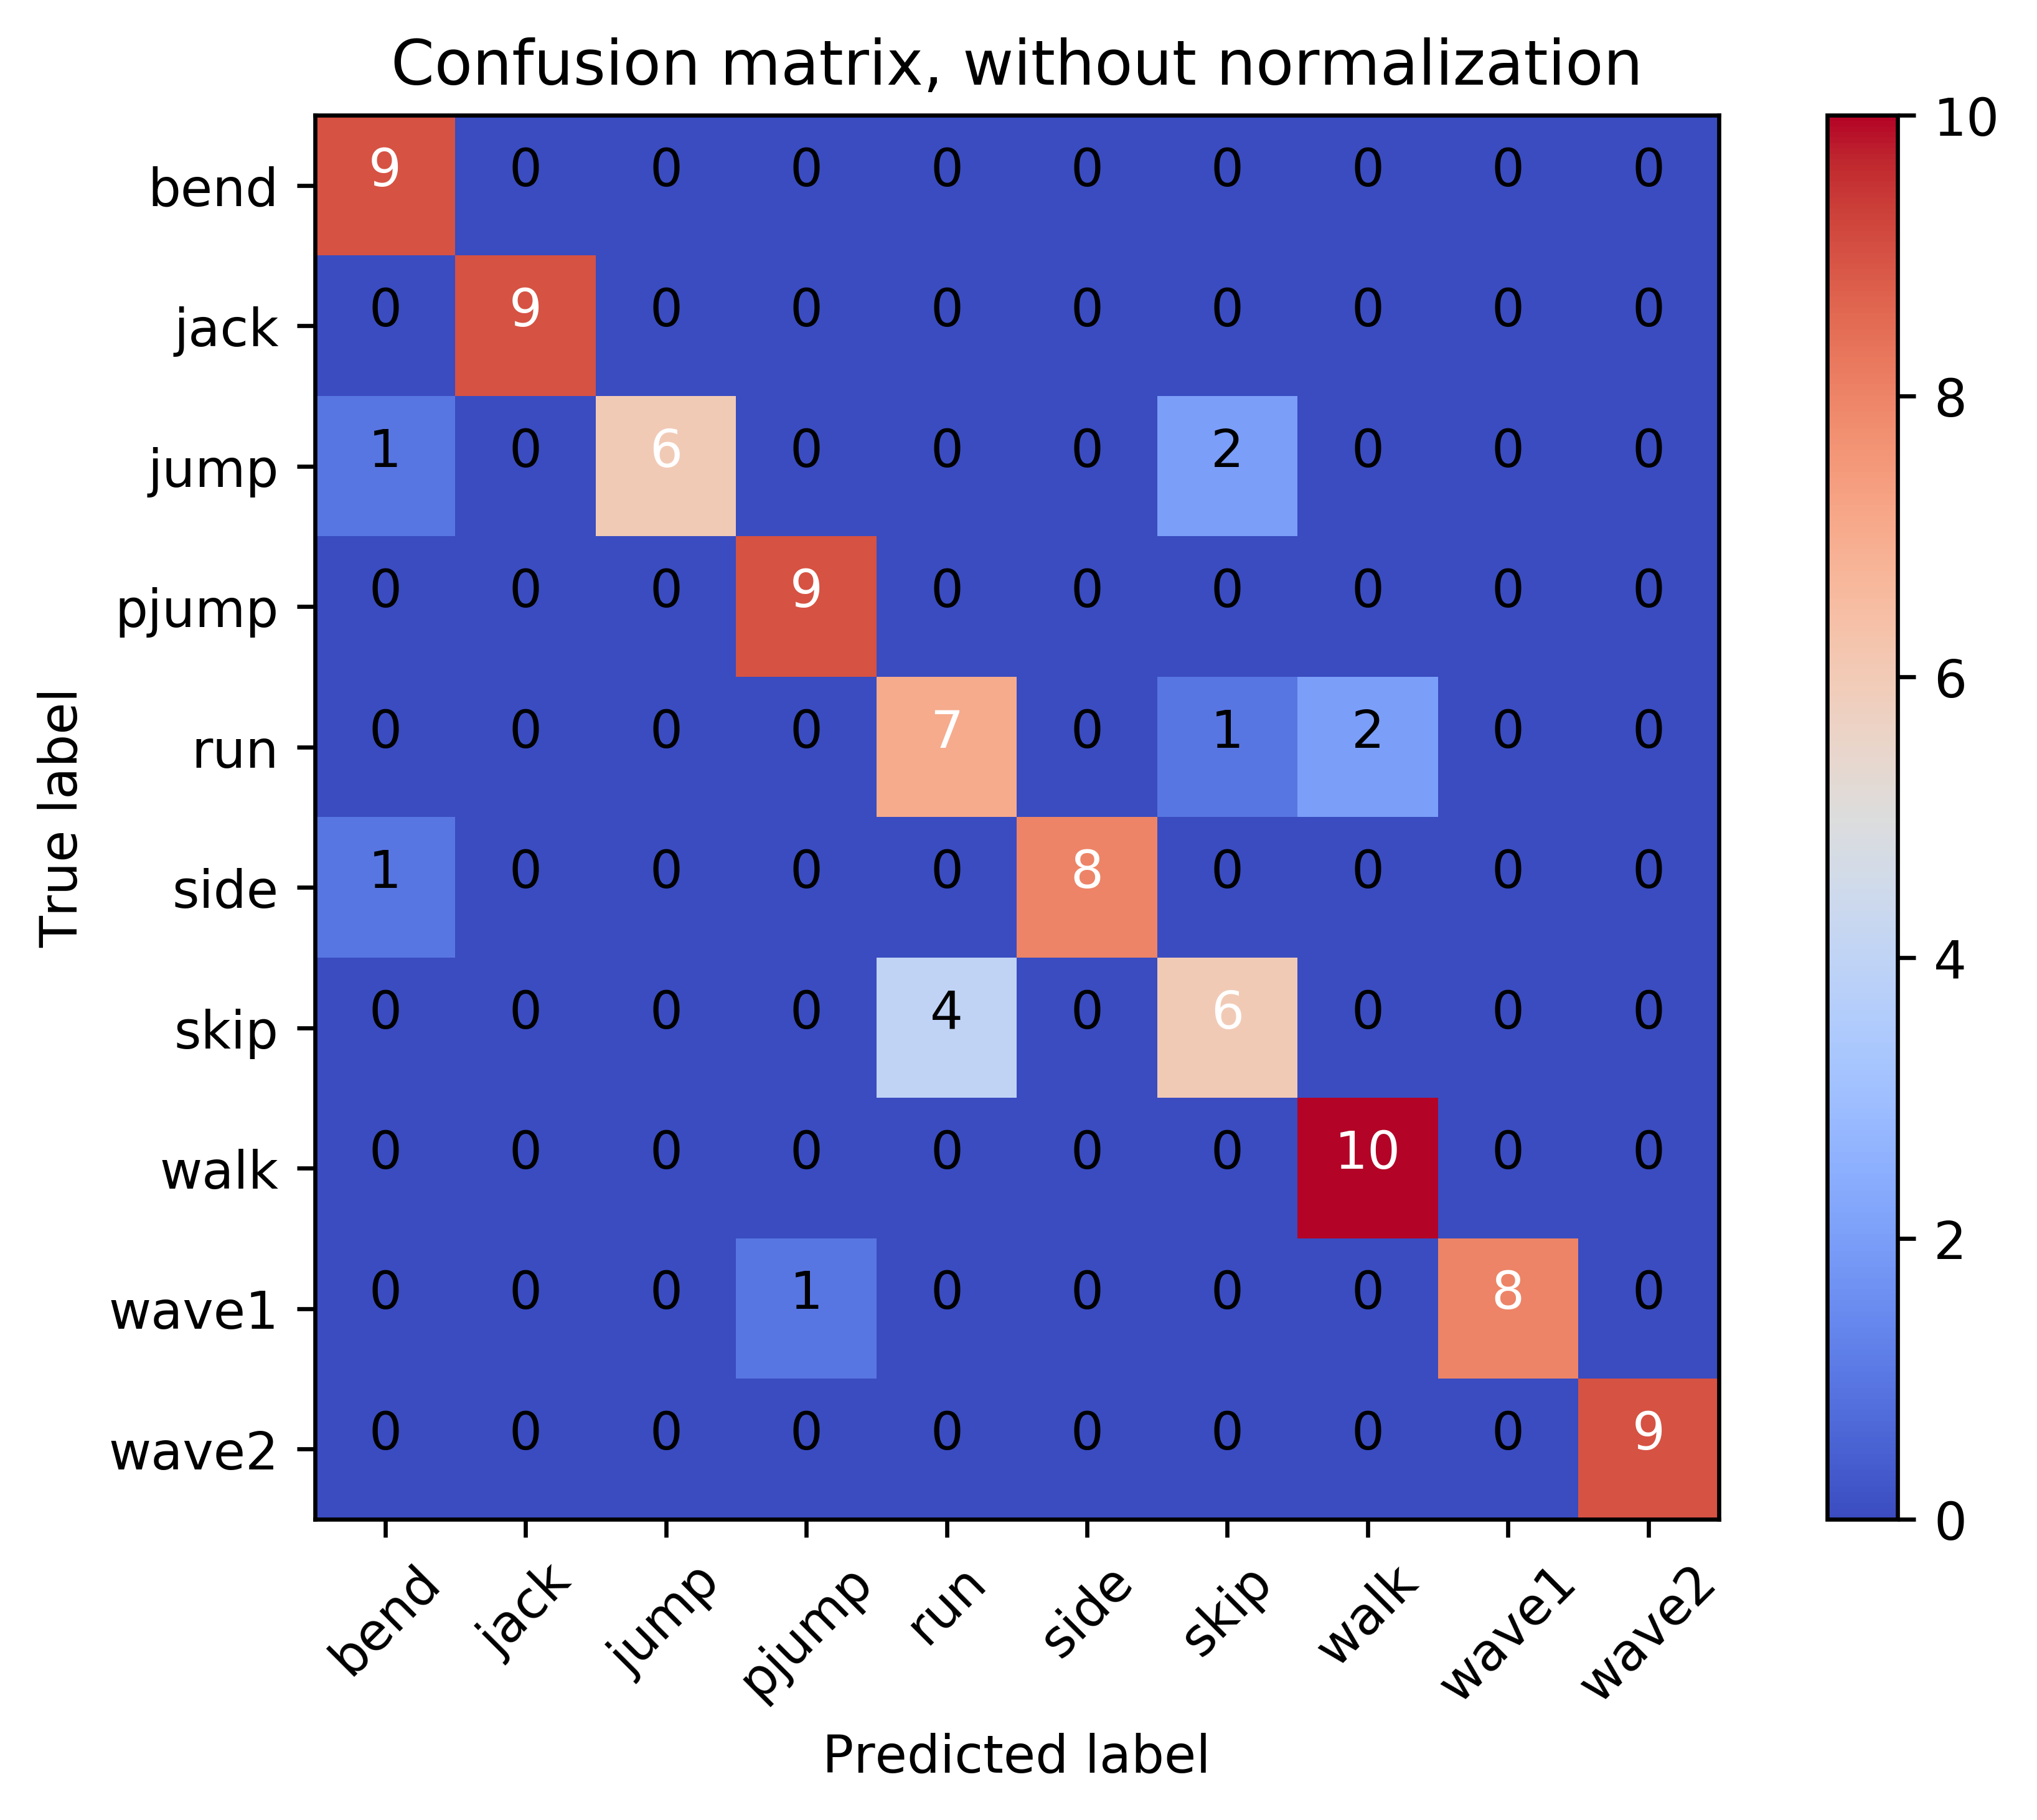 Confusion matrix, without normalization
bend 9 0 0 0 0 0 0 0 0 0
jack 0 9 0 0 0 0 0 0 0 0
jump 1 0 6 0 0 0 2 0 0 0
pjump 0 0 0 9 0 0 0 0 0 0
run 0 0 0 0 7 0 1 2 0 0
side 1 0 0 0 0 8 0 0 0 0
skip 0 0 0 0 4 0 6 0 0 0
walk 0 0 0 0 0 0 0 10 0 0
wave1 0 0 0 1 0 0 0 0 8 0
wave2 0 0 0 0 0 0 0 0 0 9
bend jack jump pjump run side skip walk wave1 wave2
Predicted label
True label
10
8
6
4
2
0